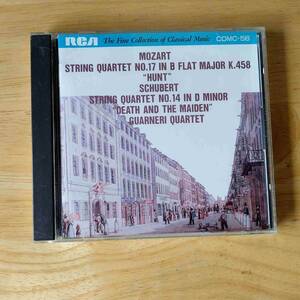 RCA The Fine Collection of Classical Music CDMC-56
MOZART
STRING QUARTET NO.17 IN B FLAT MAJOR K.458
"HUNT"
SCHUBERT
STRING QUARTET NO.14 IN D MINOR
"DEATH AND THE MAIDEN"
GUARNERI QUARTET